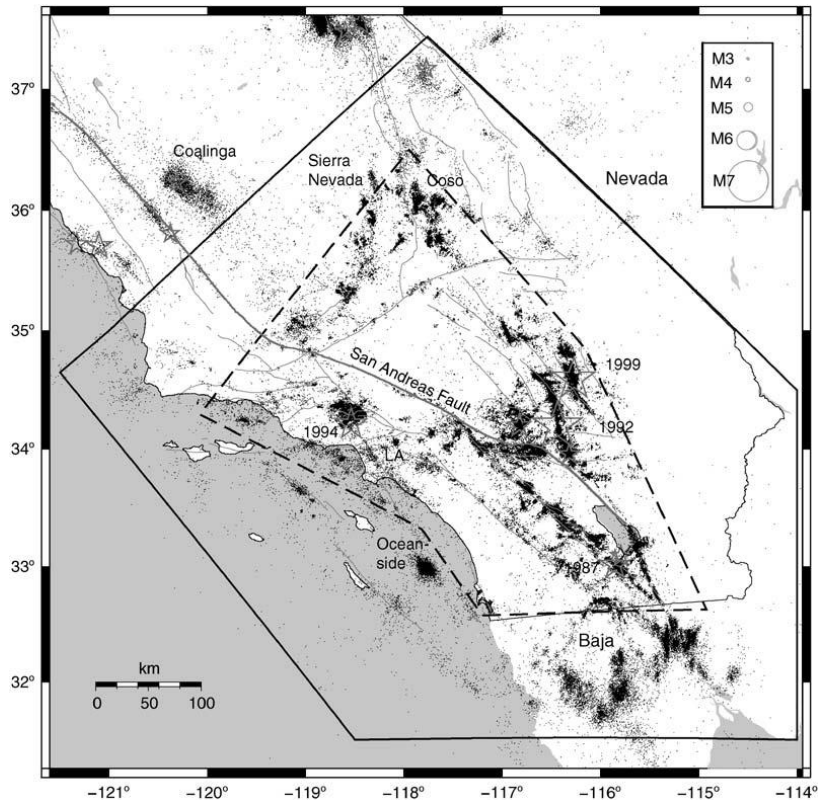 37°
36°
35°
34°
33°
32°
Coalinga
Sierra
Nevada
Coso
Nevada
M3
M4
M5
M6
M7
San Andreas Fault
1999
1992
1994
LA
Ocean-
side
1987
Baja
km
0 50 100
−121° −120° −119° −118° −117° −116° −115° −114°